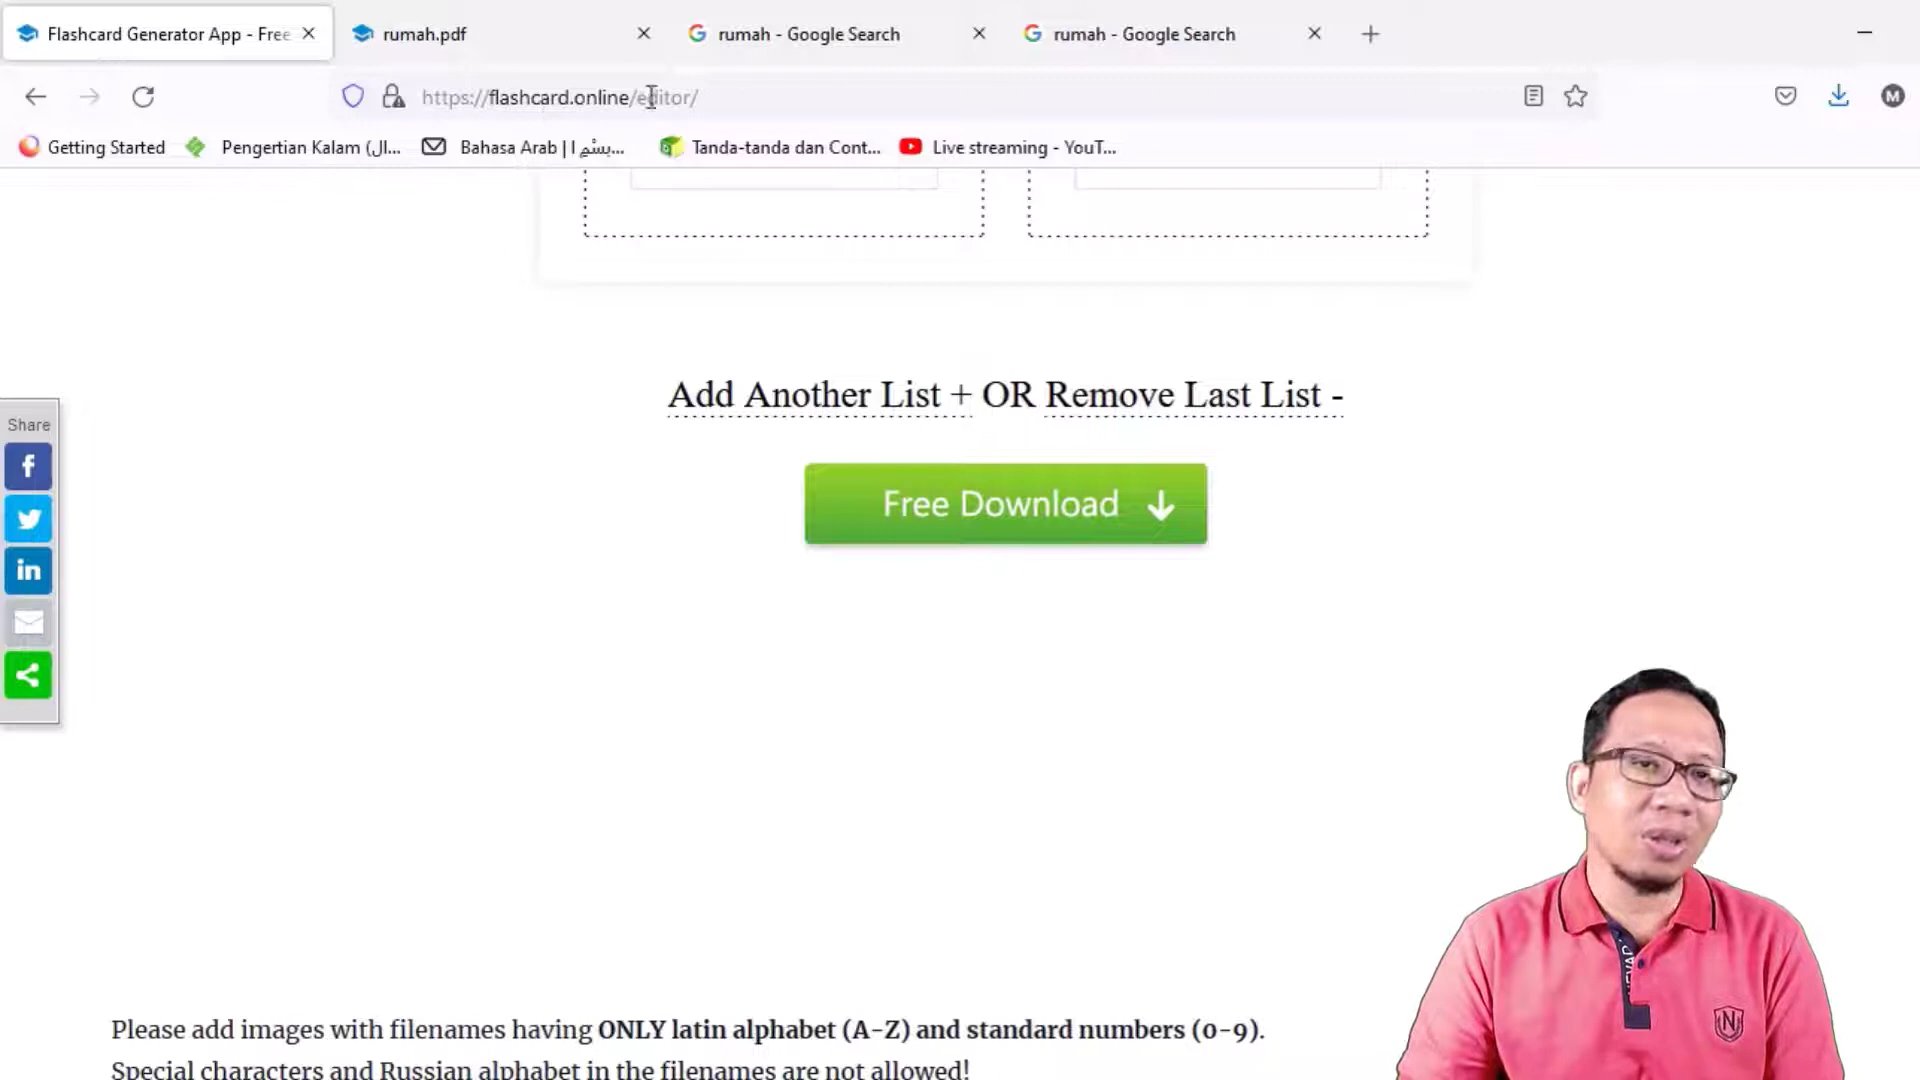 Flashcard Generator App - Free
rumah.pdf
rumah - Google Search
rumah - Google Search
https://flashcard.online/editor/
M
Getting Started
Pengertian Kalam (ال...
Bahasa Arab | بِسْمِ ا...
Tanda-tanda dan Cont...
Live streaming - YouT...
Add Another List + OR Remove Last List -
Free Download
Share
f
in
N
Please add images with filenames having ONLY latin alphabet (A-Z) and standard numbers (0-9).
Special characters and Russian alphabet in the filenames are not allowed!